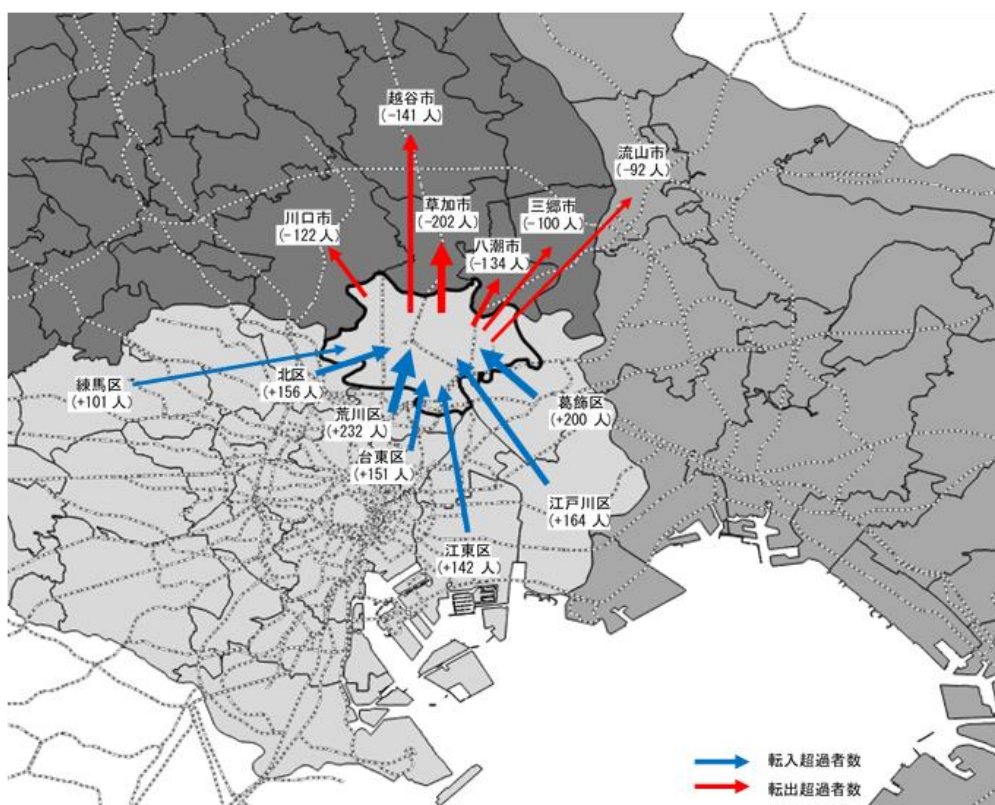 越谷市
(-141 人)
流山市
(-92 人)
草加市
(-202 人)
三郷市
(-100 人)
川口市
(-122 人)
八潮市
(-134 人)
練馬区
(+101 人)
北区
(+156 人)
荒川区
(+232 人)
葛飾区
(+200 人)
台東区
(+151 人)
江戸川区
(+164 人)
江東区
(+142 人)
転入超過者数
転出超過者数